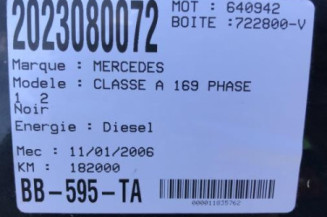 2023080072
MOT : 640942
BOITE :722800-V
Marque : MERCEDES
Modele : CLASSE A 169 PHASE
1 2
Noir
Energie : Diesel
Mec : 11/01/2006
KM : 182000
BB-595-TA
000011835762